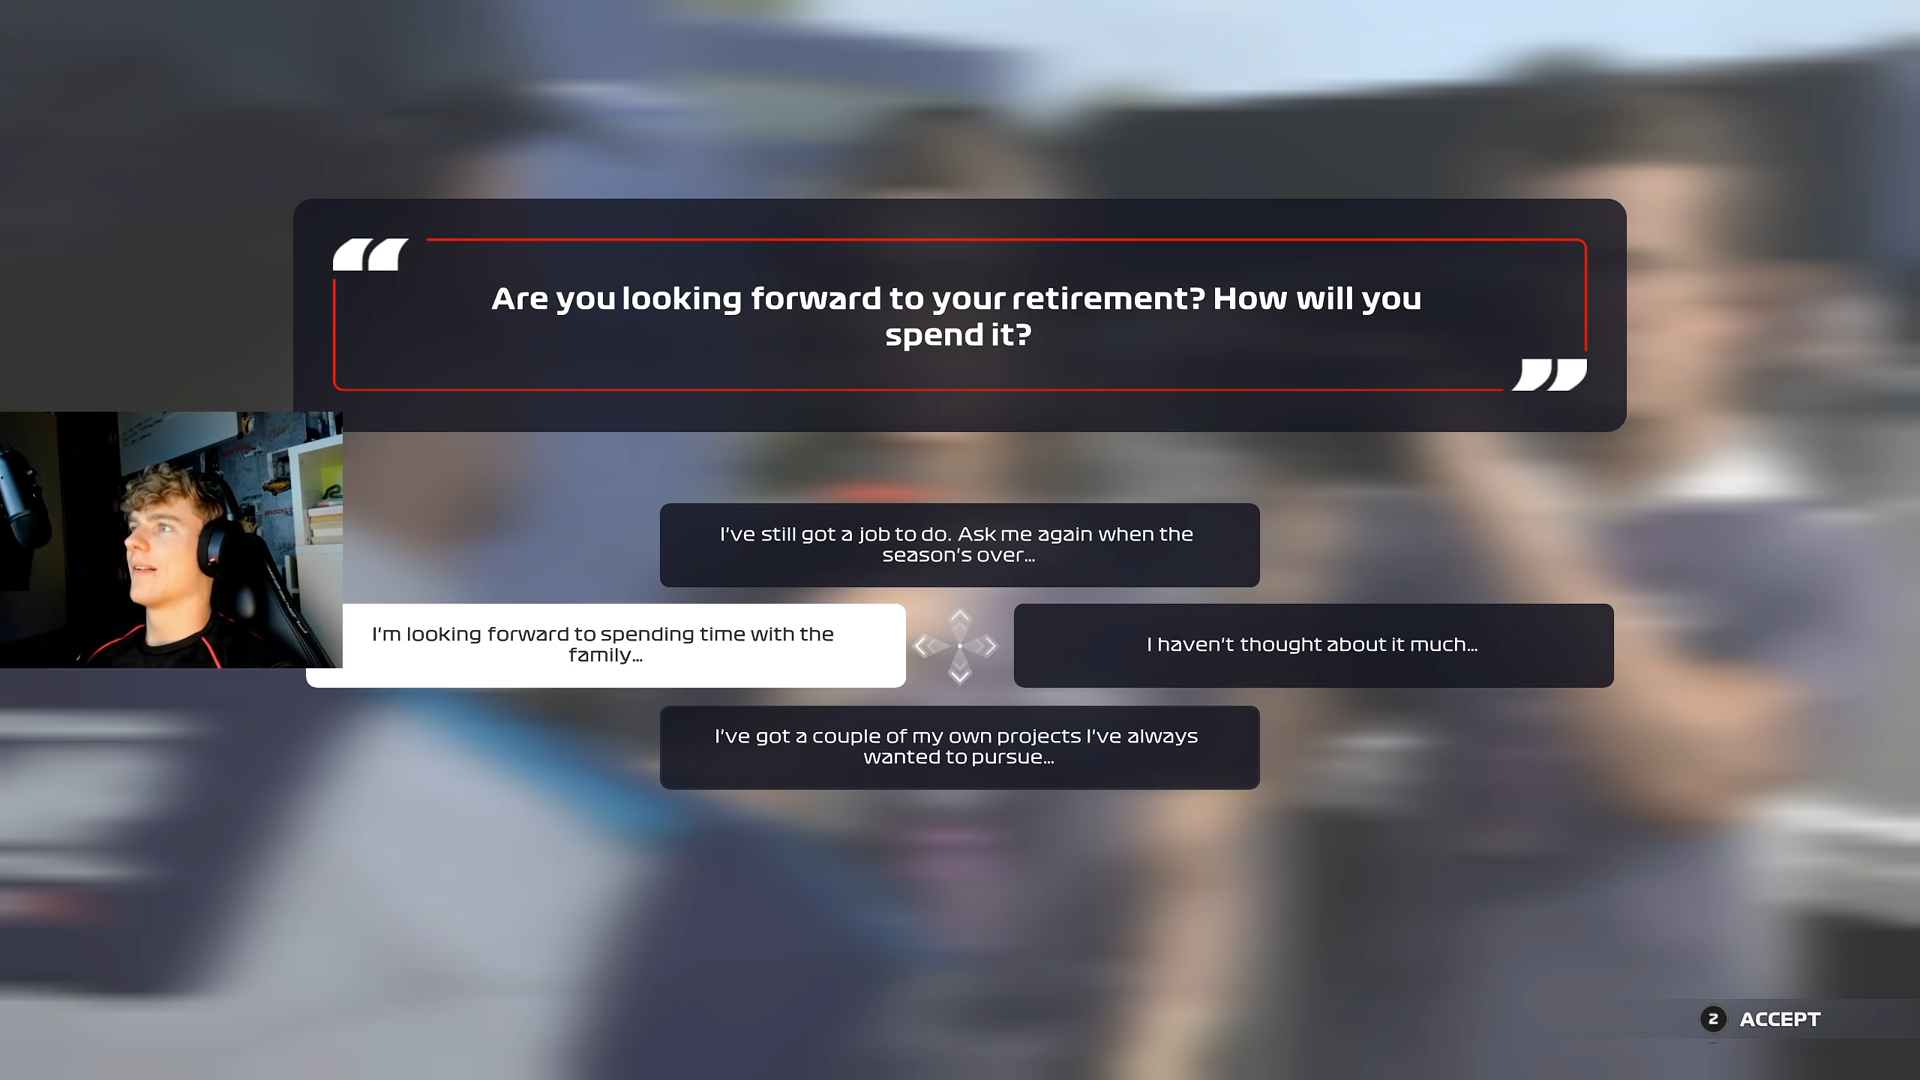 Are you looking forward to your retirement? How will you
spend it?
I've still got a job to do. Ask me again when the
season's over...
I'm looking forward to spending time with the
family...
I haven't thought about it much...
I've got a couple of my own projects I've always
wanted to pursue...
2 ACCEPT